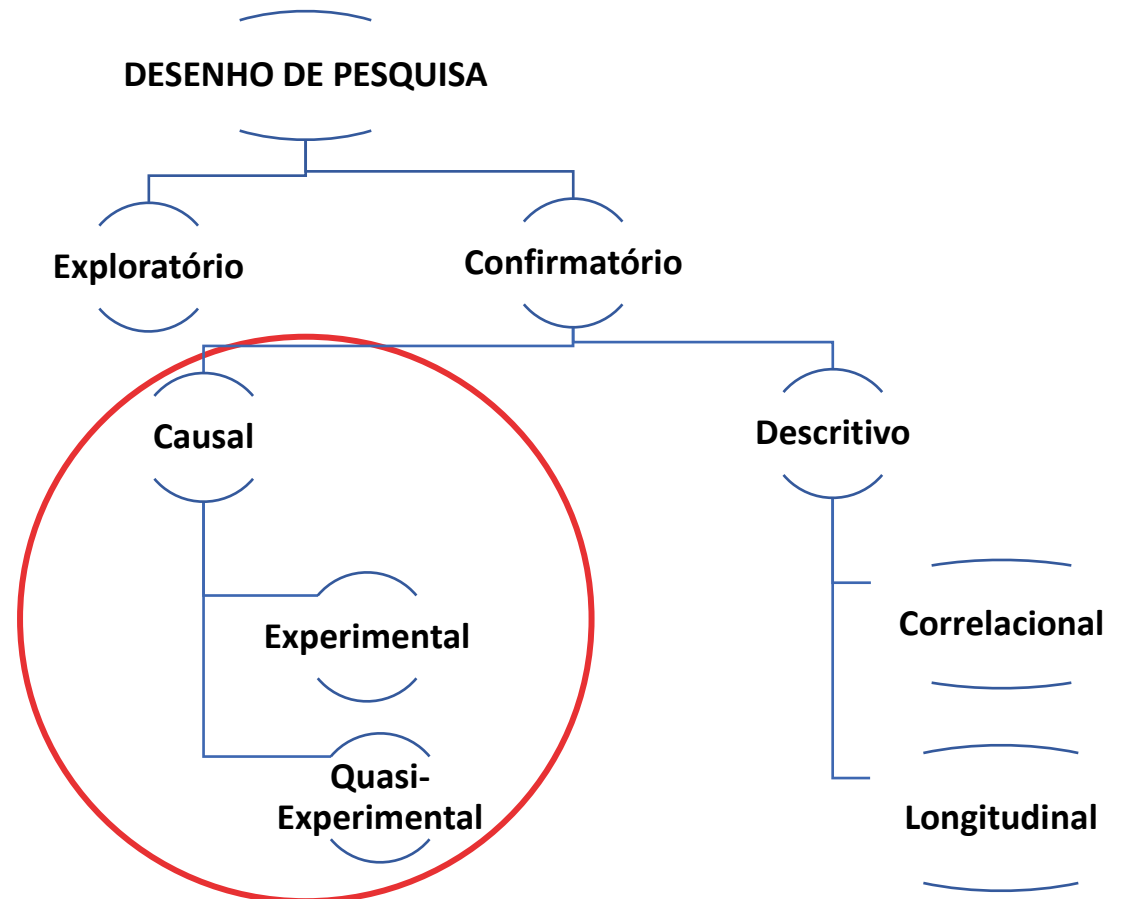 DESENHO DE PESQUISA
Exploratório
Confirmatório
Causal
Descritivo
Experimental
Correlacional
Quasi-
Experimental
Longitudinal